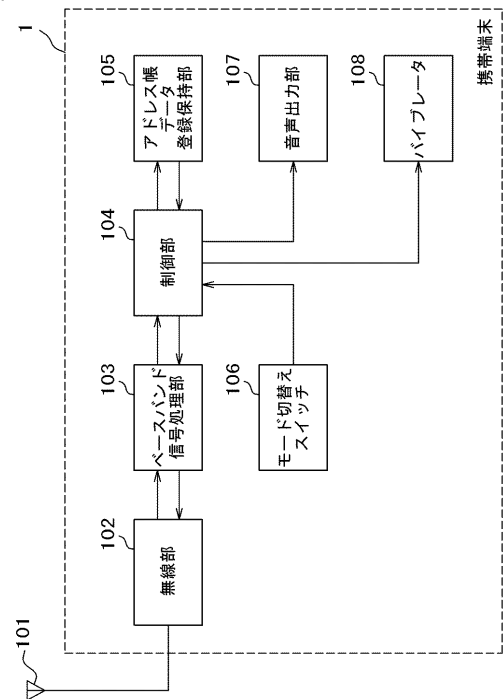 1
携帯端末
101
102
無線部
103
ベースバンド
信号処理部
104
制御部
105
アドレス帳
データ
登録保持部
106
モード切替え
スイッチ
107
音声出力部
108
バイブレータ